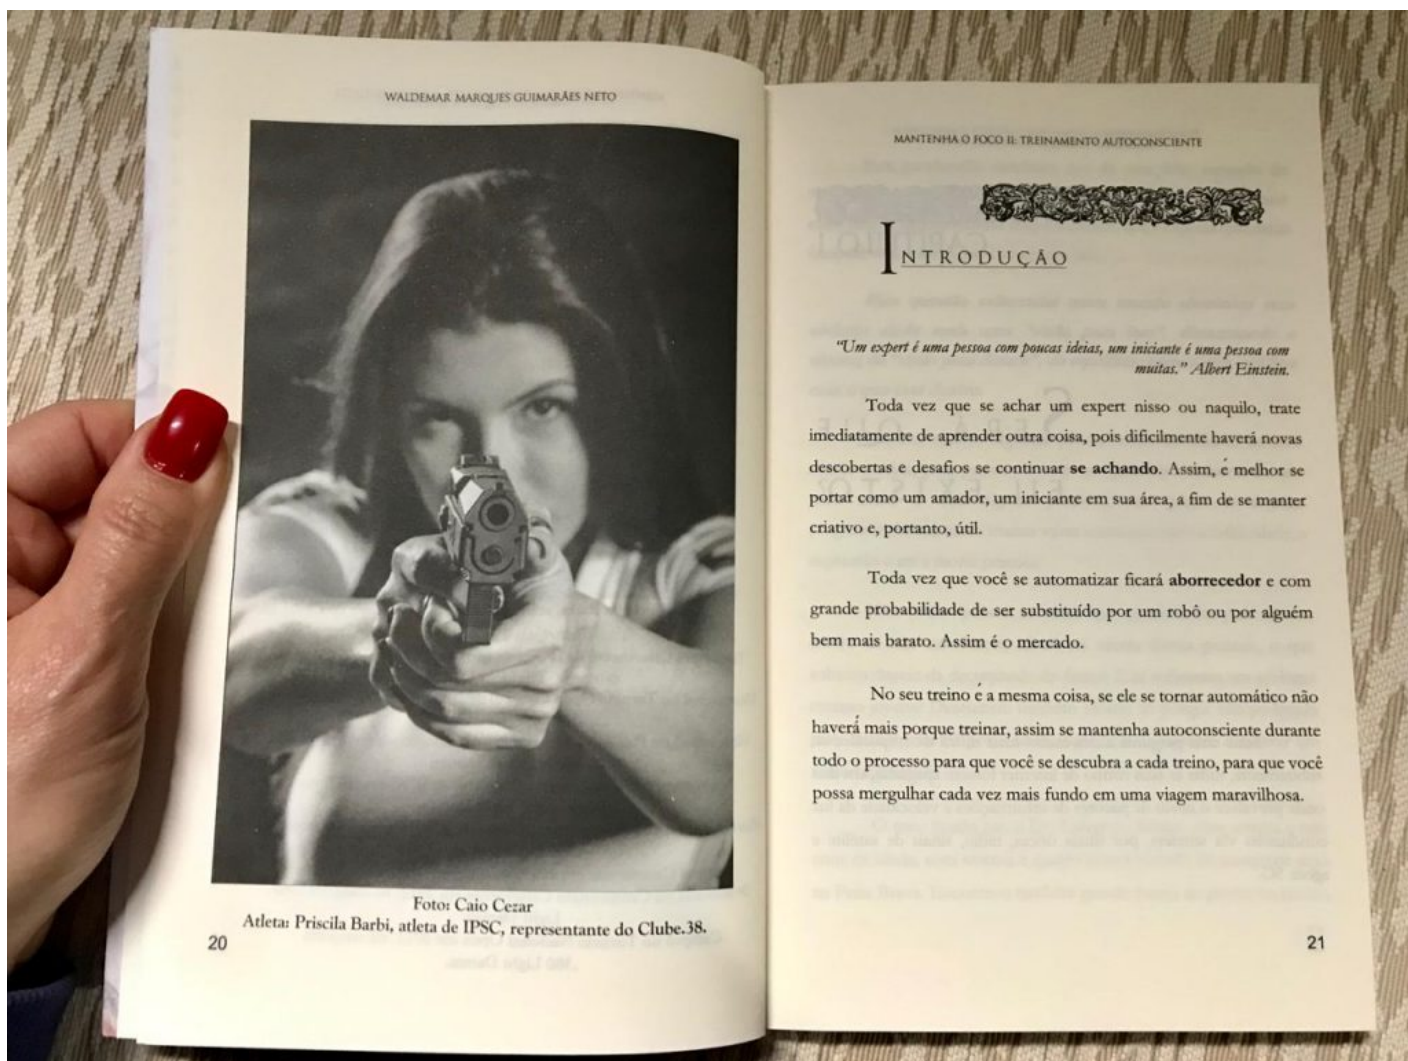 WALDEMAR MARQUES GUIMARÃES NETO
Foto: Caio Cezar
Atleta: Priscila Barbi, atleta de IPSC, representante do Clube.38.
20
MANTENHA O FOCO II: TREINAMENTO AUTOCONSCIENTE
INTRODUÇÃO
“Um expert é uma pessoa com poucas ideias, um iniciante é uma pessoa com
muitas.” Albert Einstein.
Toda vez que se achar um expert nisso ou naquilo, trate
imediatamente de aprender outra coisa, pois dificilmente haverá novas
descobertas e desafios se continuar se achando. Assim, é melhor se
portar como um amador, um iniciante em sua área, a fim de se manter
criativo e, portanto, útil.
Toda vez que você se automatizar ficará aborrecedor e com
grande probabilidade de ser substituído por um robô ou por alguém
bem mais barato. Assim é o mercado.
No seu treino é a mesma coisa, se ele se tornar automático não
haverá mais porque treinar, assim se mantenha autoconsciente durante
todo o processo para que você se descubra a cada treino, para que você
possa mergulhar cada vez mais fundo em uma viagem maravilhosa.
21